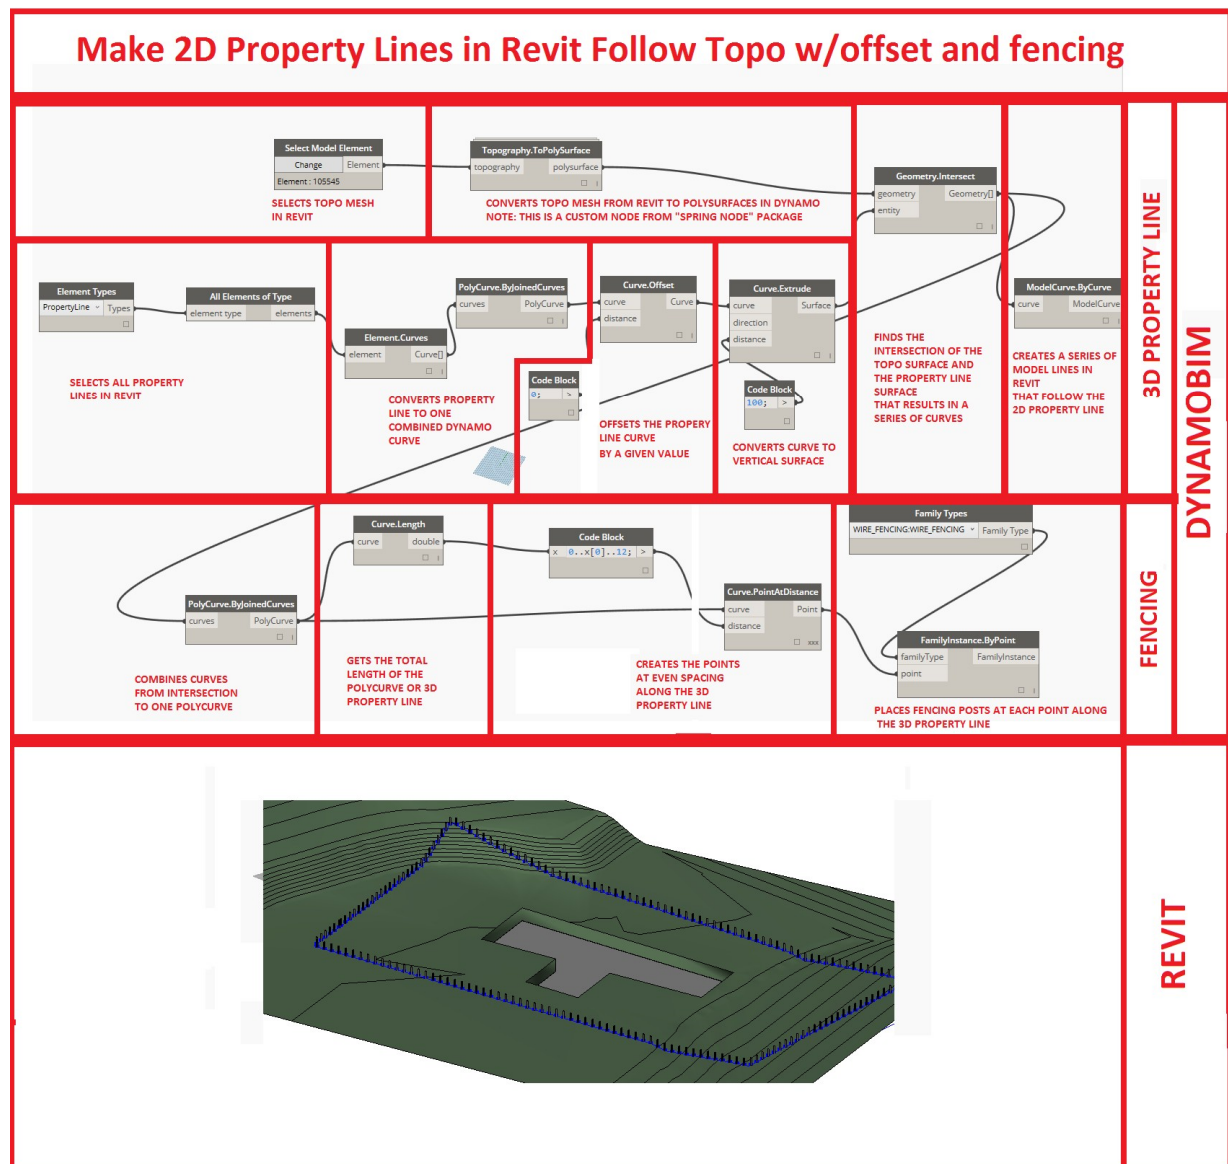 Make 2D Property Lines in Revit Follow Topo w/offset and fencing
Select Model Element
Change Element
Element : 105545
SELECTS TOPO MESH
IN REVIT
Topography.ToPolySurface
topography polysurface
CONVERTS TOPO MESH FROM REVIT TO POLYSURFACES IN DYNAMO
NOTE: THIS IS A CUSTOM NODE FROM "SPRING NODE" PACKAGE
Geometry.Intersect
geometry Geometry[]
entity
FINDS THE
INTERSECTION OF THE
TOPO SURFACE AND
THE PROPERTY LINE
SURFACE
THAT RESULTS IN A
SERIES OF CURVES
ModelCurve.ByCurve
curve ModelCurve
CREATES A SERIES OF
MODEL LINES IN
REVIT
THAT FOLLOW THE
2D PROPERTY LINE
Element Types
PropertyLine Types
All Elements of Type
element type elements
SELECTS ALL PROPERTY
LINES IN REVIT
Element.Curves
element Curve[]
PolyCurve.ByJoinedCurves
curves PolyCurve
CONVERTS PROPERTY
LINE TO ONE
COMBINED DYNAMO
CURVE
Code Block
0; >
Curve.Offset
curve Curve
distance
OFFSETS THE PROPERY
LINE CURVE
BY A GIVEN VALUE
Curve.Extrude
curve Surface
direction
distance
Code Block
100; >
CONVERTS CURVE TO
VERTICAL SURFACE
3D PROPERTY LINE
DYNAMOBIM
PolyCurve.ByJoinedCurves
curves PolyCurve
COMBINES CURVES
FROM INTERSECTION
TO ONE POLYCURVE
Curve.Length
curve double
GETS THE TOTAL
LENGTH OF THE
POLYCURVE OR 3D
PROPERTY LINE
Code Block
x 0..x[0]..12; >
Curve.PointAtDistance
curve Point
distance
xxx
CREATES THE POINTS
AT EVEN SPACING
ALONG THE 3D
PROPERTY LINE
Family Types
WIRE_FENCING:WIRE_FENCING Family Type
FamilyInstance.ByPoint
familyType FamilyInstance
point
PLACES FENCING POSTS AT EACH POINT ALONG
THE 3D PROPERTY LINE
FENCING
REVIT